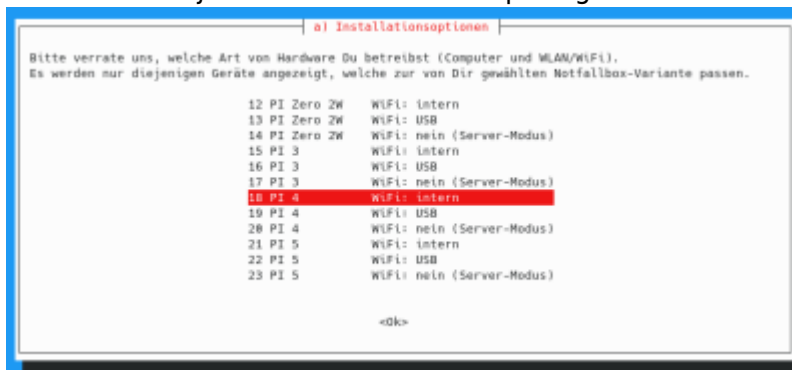 a) Installationsoptionen
Bitte verrate uns, welche Art von Hardware Du betreibst (Computer und WLAN/WiFi).
Es werden nur diejenigen Geräte angezeigt, welche zur von Dir gewählten Notfallbox-Variante passen.
12 PI Zero 2W WiFi: intern
13 PI Zero 2W WiFi: USB
14 PI Zero 2W WiFi: nein (Server-Modus)
15 PI 3 WiFi: intern
16 PI 3 WiFi: USB
17 PI 3 WiFi: nein (Server-Modus)
18 PI 4 WiFi: intern
19 PI 4 WiFi: USB
20 PI 4 WiFi: nein (Server-Modus)
21 PI 5 WiFi: intern
22 PI 5 WiFi: USB
23 PI 5 WiFi: nein (Server-Modus)
<Ok>